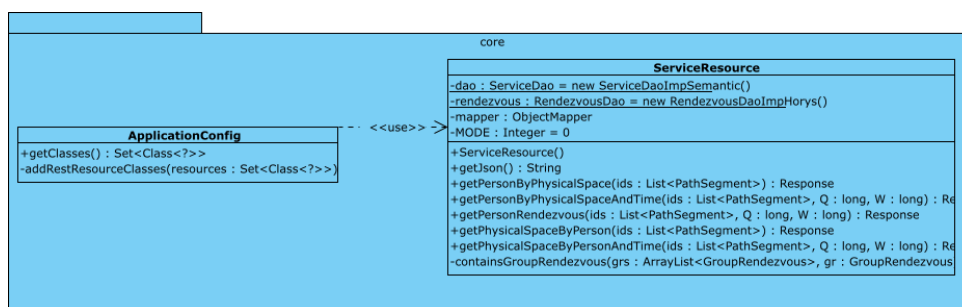 core
ServiceResource
-dao : ServiceDao = new ServiceDaoImpSemantic()
-rendezvous : RendezvousDao = new RendezvousDaoImpHorys()
-mapper : ObjectMapper
-MODE : Integer = 0
+ServiceResource()
+getJson() : String
+getPersonByPhysicalSpace(ids : List<PathSegment>) : Response
+getPersonByPhysicalSpaceAndTime(ids : List<PathSegment>, Q : long, W : long) : Re
+getPersonRendezvous(ids : List<PathSegment>, Q : long, W : long) : Response
+getPhysicalSpaceByPerson(ids : List<PathSegment>) : Response
+getPhysicalSpaceByPersonAndTime(ids : List<PathSegment>, Q : long, W : long) : Re
-containsGroupRendezvous(grs : ArrayList<GroupRendezvous>, gr : GroupRendezvous
<<use>>
ApplicationConfig
+getClasses() : Set<Class<?>>
-addRestResourceClasses(resources : Set<Class<?>>)